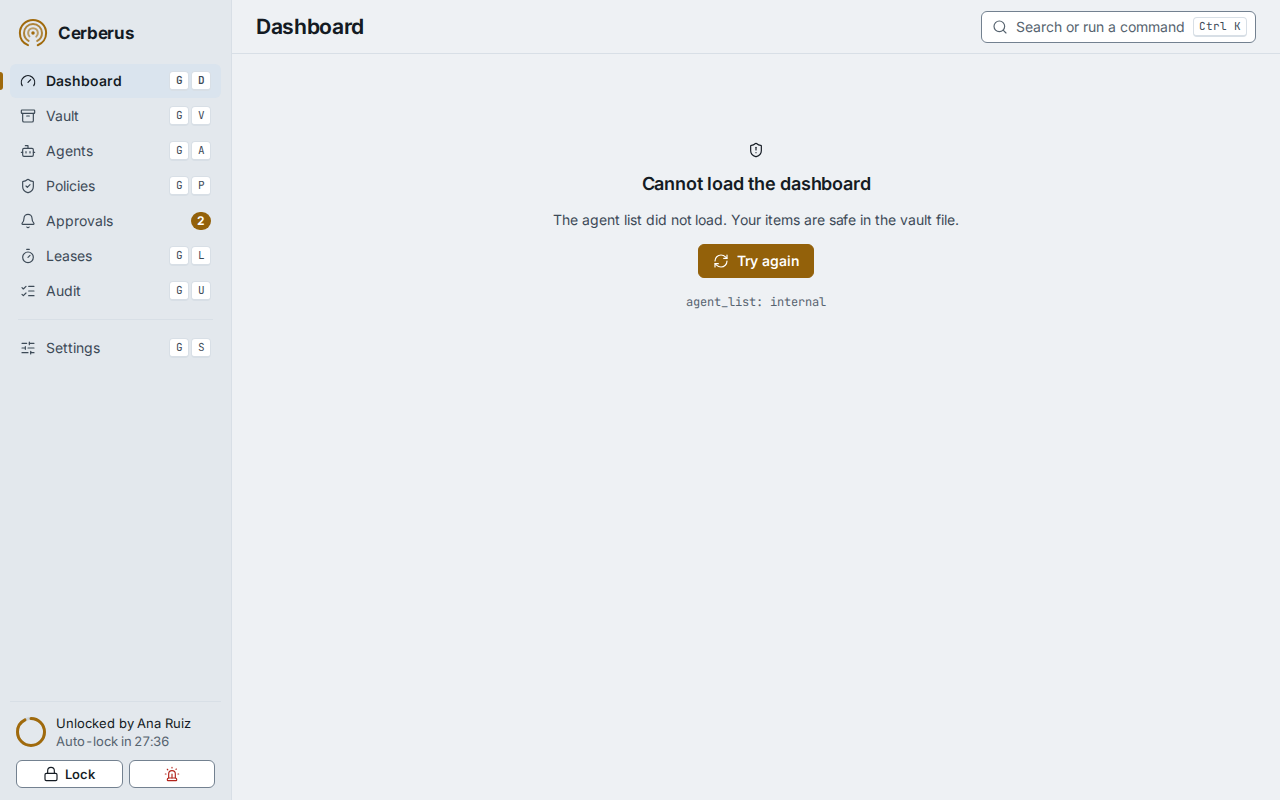 Cerberus
Dashboard G D
Vault G V
Agents G A
Policies G P
Approvals 2
Leases G L
Audit G U
Settings G S
Unlocked by Ana Ruiz
Auto-lock in 27:36
Lock
Dashboard
Search or run a command Ctrl K
Cannot load the dashboard
The agent list did not load. Your items are safe in the vault file.
Try again
agent_list: internal